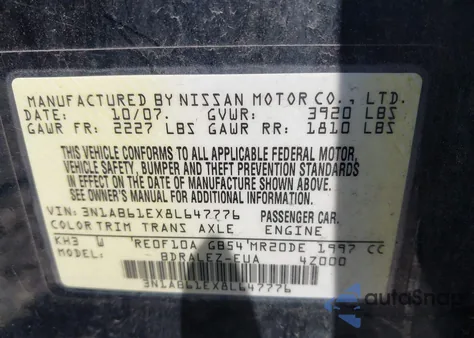 MANUFACTURED BY NISSAN MOTOR CO., LTD.
DATE: 10/07. GVWR: 3920 LBS
GAWR FR: 2227 LBS GAWR RR: 1810 LBS
THIS VEHICLE CONFORMS TO ALL APPLICABLE FEDERAL MOTOR
VEHICLE SAFETY, BUMPER AND THEFT PREVENTION STANDARDS
IN EFFECT ON THE DATE OF MANUFACTURE SHOWN ABOVE.
SEE OWNER'S MANUAL FOR ADDITIONAL INFORMATION.
VIN: 3N1AB61EX8L647776 PASSENGER CAR.
COLOR TRIM TRANS AXLE ENGINE
KH3 W RE0F10A GB54 MR20DE 1997 CC
MODEL: BDRALEZ-EUA 4Z000
3N1AB61EX8L647776
autoSnap